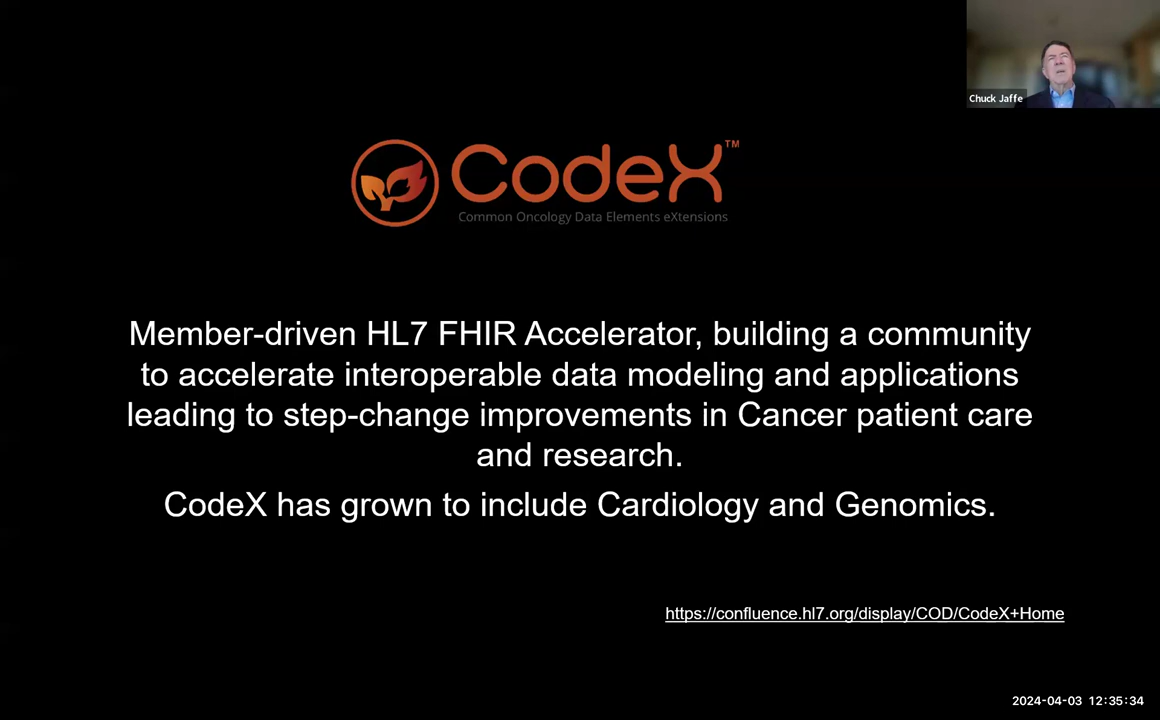 Chuck Jaffe
CodeX™
Common Oncology Data Elements eXtensions
Member-driven HL7 FHIR Accelerator, building a community
to accelerate interoperable data modeling and applications
leading to step-change improvements in Cancer patient care
and research.
CodeX has grown to include Cardiology and Genomics.
https://confluence.hl7.org/display/COD/CodeX+Home
2024-04-03 12:35:34